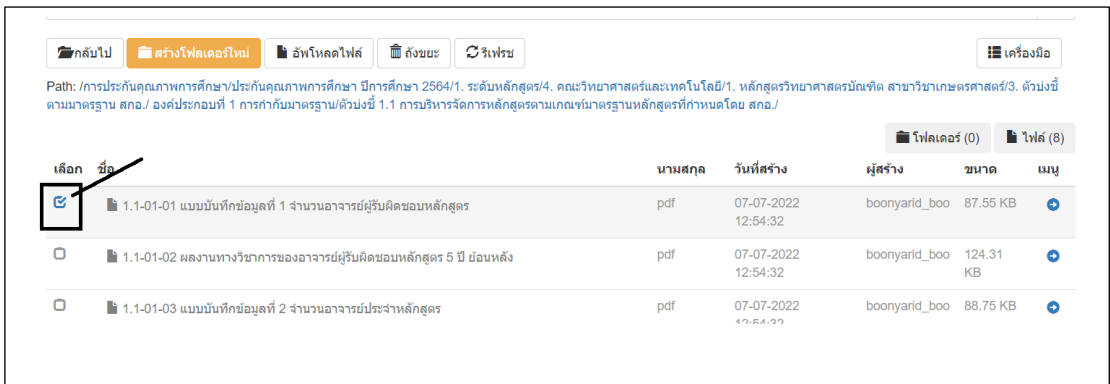 กลับไป สร้างโฟลเดอร์ใหม่ อัพโหลดไฟล์ ถังขยะ รีเฟรช เครื่องมือ
Path: /การประกันคุณภาพการศึกษา/ประกันคุณภาพการศึกษา ปีการศึกษา 2564/1. ระดับหลักสูตร/4. คณะวิทยาศาสตร์และเทคโนโลยี/1. หลักสูตรวิทยาศาสตรบัณฑิต สาขาวิชาเกษตรศาสตร์/3. ตัวบ่งชี้
ตามมาตรฐาน สกอ./ องค์ประกอบที่ 1 การกำกับมาตรฐาน/ตัวบ่งชี้ 1.1 การบริหารจัดการหลักสูตรตามเกณฑ์มาตรฐานหลักสูตรที่กำหนดโดย สกอ./
โฟลเดอร์ (0) ไฟล์ (8)
เลือก ชื่อ นามสกุล วันที่สร้าง ผู้สร้าง ขนาด เมนู
1.1-01-01 แบบบันทึกข้อมูลที่ 1 จำนวนอาจารย์ผู้รับผิดชอบหลักสูตร pdf 07-07-2022 boonyarid_boo 87.55 KB
12:54:32
1.1-01-02 ผลงานทางวิชาการของอาจารย์ผู้รับผิดชอบหลักสูตร 5 ปี ย้อนหลัง pdf 07-07-2022 boonyarid_boo 124.31
12:54:32 KB
1.1-01-03 แบบบันทึกข้อมูลที่ 2 จำนวนอาจารย์ประจำหลักสูตร pdf 07-07-2022 boonyarid_boo 88.75 KB
12:54:32